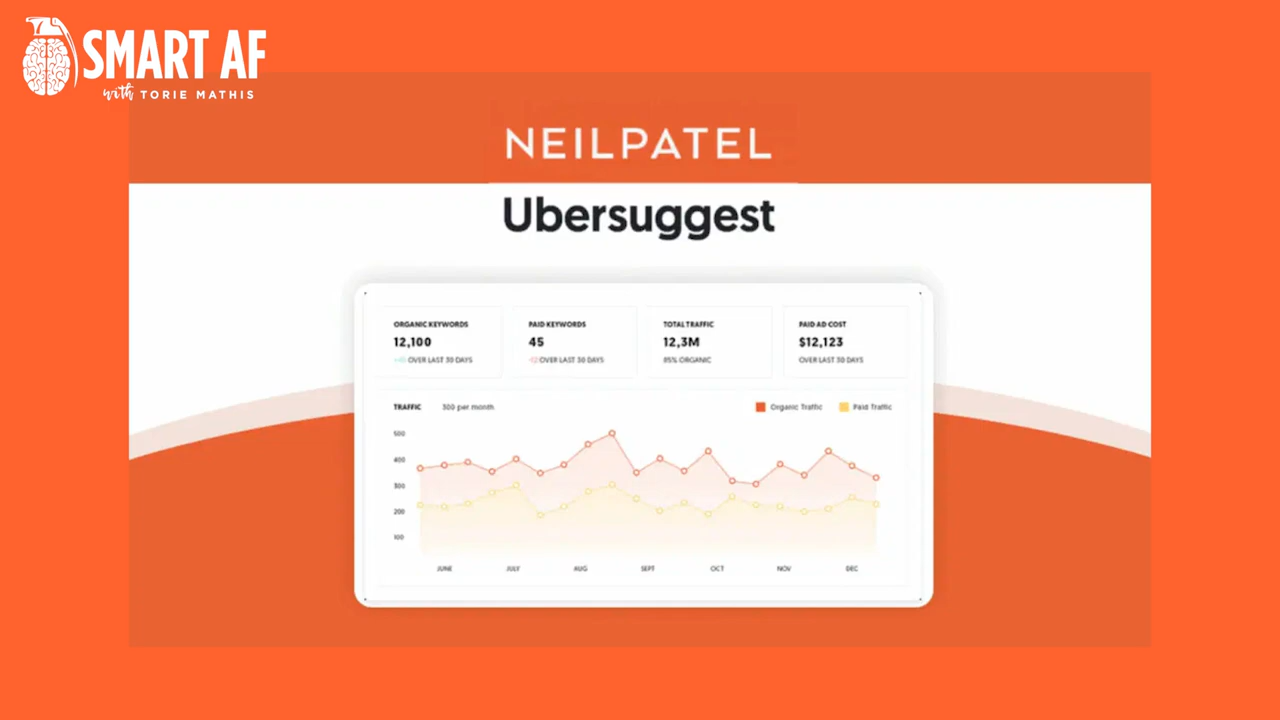 SMART AF
with TORIE MATHIS
NEILPATEL
Ubersuggest
ORGANIC KEYWORDS
12,100
OVER LAST 30 DAYS
PAID KEYWORDS
45
-12 OVER LAST 30 DAYS
TOTAL TRAFFIC
12,3M
85% ORGANIC
PAID AD COST
$12,123
OVER LAST 30 DAYS
TRAFFIC 300 per month
Organic Traffic Paid Traffic
500
400
300
200
100
JUNE JULY AUG SEPT OCT NOV DEC